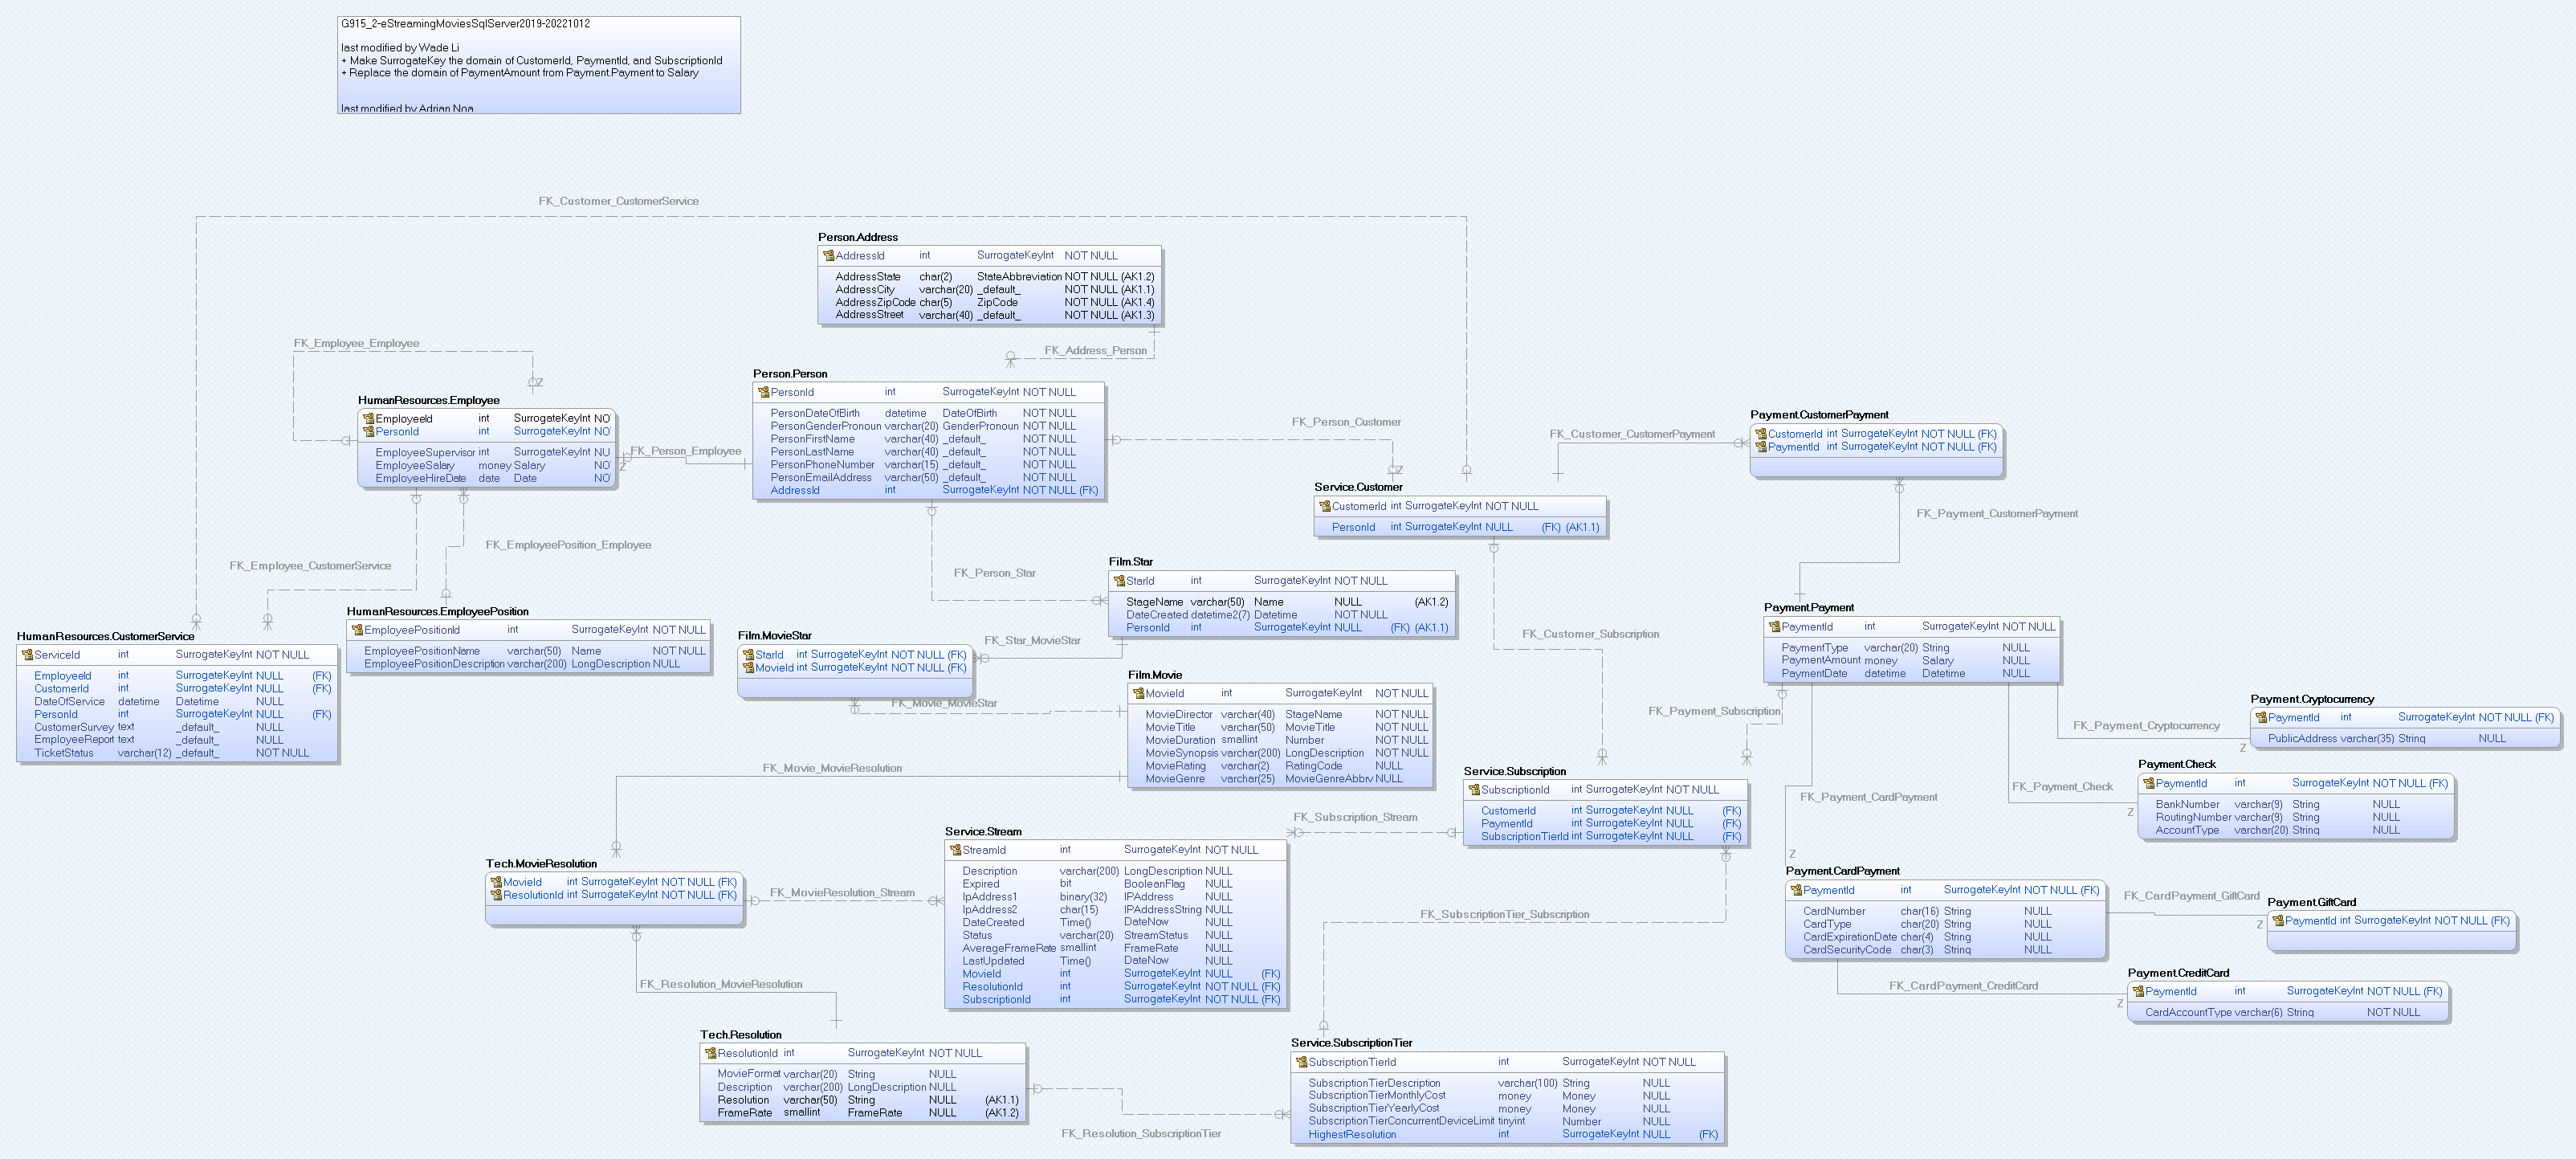 G915_2-eStreamingMoviesSqlServer2019-20221012
last modified by Wade Li
+ Make SurrogateKey the domain of CustomerId, PaymentId, and SubscriptionId
+ Replace the domain of PaymentAmount from Payment.Payment to Salary
last modified by Adrian Noa
FK_Customer_CustomerService
Person.Address
AddressId int SurrogateKeyInt NOT NULL
AddressState char(2) StateAbbreviation NOT NULL (AK1.2)
AddressCity varchar(20) _default_ NOT NULL (AK1.1)
AddressZipCode char(5) ZipCode NOT NULL (AK1.4)
AddressStreet varchar(40) _default_ NOT NULL (AK1.3)
FK_Employee_Employee
FK_Address_Person
Person.Person
PersonId int SurrogateKeyInt NOT NULL
PersonDateOfBirth datetime DateOfBirth NOT NULL
PersonGenderPronoun varchar(20) GenderPronoun NOT NULL
PersonFirstName varchar(40) _default_ NOT NULL
PersonLastName varchar(40) _default_ NOT NULL
PersonPhoneNumber varchar(15) _default_ NOT NULL
PersonEmailAddress varchar(50) _default_ NOT NULL
AddressId int SurrogateKeyInt NOT NULL (FK)
Z
HumanResources.Employee
EmployeeId int SurrogateKeyInt NO
PersonId int SurrogateKeyInt NO
EmployeeSupervisor int SurrogateKeyInt NU
EmployeeSalary money Salary NO
EmployeeHireDate date Date NO
FK_Person_Employee
Z
FK_Person_Customer
Z
FK_Customer_CustomerPayment
Payment.CustomerPayment
CustomerId int SurrogateKeyInt NOT NULL (FK)
PaymentId int SurrogateKeyInt NOT NULL (FK)
Service.Customer
CustomerId int SurrogateKeyInt NOT NULL
PersonId int SurrogateKeyInt NULL (FK) (AK1.1)
FK_Payment_CustomerPayment
FK_EmployeePosition_Employee
FK_Employee_CustomerService
FK_Person_Star
Film.Star
StarId int SurrogateKeyInt NOT NULL
StageName varchar(50) Name NULL (AK1.2)
DateCreated datetime2(7) Datetime NOT NULL
PersonId int SurrogateKeyInt NULL (FK) (AK1.1)
HumanResources.EmployeePosition
EmployeePositionId int SurrogateKeyInt NOT NULL
EmployeePositionName varchar(50) Name NOT NULL
EmployeePositionDescription varchar(200) LongDescription NULL
HumanResources.CustomerService
ServiceId int SurrogateKeyInt NOT NULL
EmployeeId int SurrogateKeyInt NULL (FK)
CustomerId int SurrogateKeyInt NULL (FK)
DateOfService datetime Datetime NULL
PersonId int SurrogateKeyInt NULL (FK)
CustomerSurvey text _default_ NULL
EmployeeReport text _default_ NULL
TicketStatus varchar(12) _default_ NOT NULL
Film.MovieStar
StarId int SurrogateKeyInt NOT NULL (FK)
MovieId int SurrogateKeyInt NOT NULL (FK)
FK_Star_MovieStar
FK_Movie_MovieStar
FK_Customer_Subscription
Payment.Payment
PaymentId int SurrogateKeyInt NOT NULL
PaymentType varchar(20) String NULL
PaymentAmount money Salary NULL
PaymentDate datetime Datetime NULL
Film.Movie
MovieId int SurrogateKeyInt NOT NULL
MovieDirector varchar(40) StageName NOT NULL
MovieTitle varchar(50) MovieTitle NOT NULL
MovieDuration smallint Number NOT NULL
MovieSynopsis varchar(200) LongDescription NOT NULL
MovieRating varchar(2) RatingCode NULL
MovieGenre varchar(25) MovieGenreAbbrv NULL
FK_Payment_Subscription
FK_Payment_Cryptocurrency
Z
Payment.Cryptocurrency
PaymentId int SurrogateKeyInt NOT NULL (FK)
PublicAddress varchar(35) String NULL
FK_Movie_MovieResolution
Service.Subscription
SubscriptionId int SurrogateKeyInt NOT NULL
CustomerId int SurrogateKeyInt NULL (FK)
PaymentId int SurrogateKeyInt NULL (FK)
SubscriptionTierId int SurrogateKeyInt NULL (FK)
FK_Payment_CardPayment
Z
FK_Payment_Check
Z
Payment.Check
PaymentId int SurrogateKeyInt NOT NULL (FK)
BankNumber varchar(9) String NULL
RoutingNumber varchar(9) String NULL
AccountType varchar(20) String NULL
FK_Subscription_Stream
Service.Stream
StreamId int SurrogateKeyInt NOT NULL
Description varchar(200) LongDescription NULL
Expired bit BooleanFlag NULL
IpAddress1 binary(32) IPAddress NULL
IpAddress2 char(15) IPAddressString NULL
DateCreated Time() DateNow NULL
Status varchar(20) StreamStatus NULL
AverageFrameRate smallint FrameRate NULL
LastUpdated Time() DateNow NULL
MovieId int SurrogateKeyInt NULL (FK)
ResolutionId int SurrogateKeyInt NOT NULL (FK)
SubscriptionId int SurrogateKeyInt NOT NULL (FK)
Tech.MovieResolution
MovieId int SurrogateKeyInt NOT NULL (FK)
ResolutionId int SurrogateKeyInt NOT NULL (FK)
FK_MovieResolution_Stream
Payment.CardPayment
PaymentId int SurrogateKeyInt NOT NULL (FK)
CardNumber char(16) String NULL
CardType char(20) String NULL
CardExpirationDate char(4) String NULL
CardSecurityCode char(3) String NULL
FK_CardPayment_GiftCard
Z
Payment.GiftCard
PaymentId int SurrogateKeyInt NOT NULL (FK)
FK_SubscriptionTier_Subscription
FK_CardPayment_CreditCard
Z
Payment.CreditCard
PaymentId int SurrogateKeyInt NOT NULL (FK)
CardAccountType varchar(6) String NOT NULL
FK_Resolution_MovieResolution
Tech.Resolution
ResolutionId int SurrogateKeyInt NOT NULL
MovieFormat varchar(20) String NULL
Description varchar(200) LongDescription NULL
Resolution varchar(50) String NULL (AK1.1)
FrameRate smallint FrameRate NULL (AK1.2)
Service.SubscriptionTier
SubscriptionTierId int SurrogateKeyInt NOT NULL
SubscriptionTierDescription varchar(100) String NULL
SubscriptionTierMonthlyCost money Money NULL
SubscriptionTierYearlyCost money Money NULL
SubscriptionTierConcurrentDeviceLimit tinyint Number NULL
HighestResolution int SurrogateKeyInt NULL (FK)
FK_Resolution_SubscriptionTier